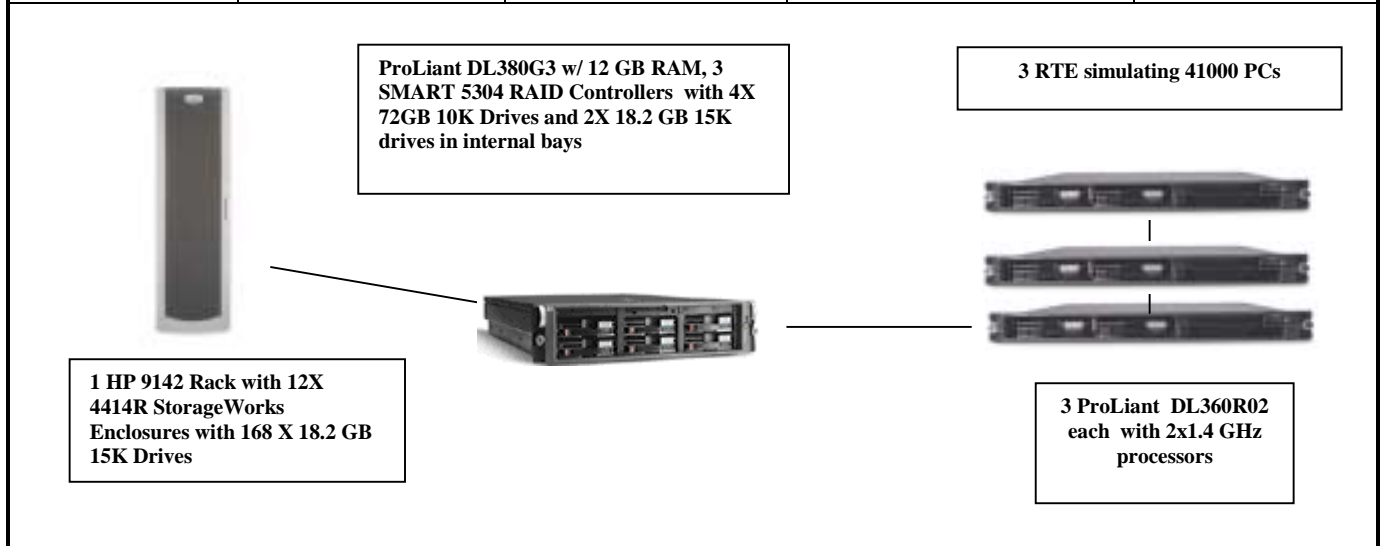 ProLiant DL380G3 w/ 12 GB RAM, 3
SMART 5304 RAID Controllers with 4X
72GB 10K Drives and 2X 18.2 GB 15K
drives in internal bays
3 RTE simulating 41000 PCs
1 HP 9142 Rack with 12X
4414R StorageWorks
Enclosures with 168 X 18.2 GB
15K Drives
3 ProLiant DL360R02
each with 2x1.4 GHz
processors